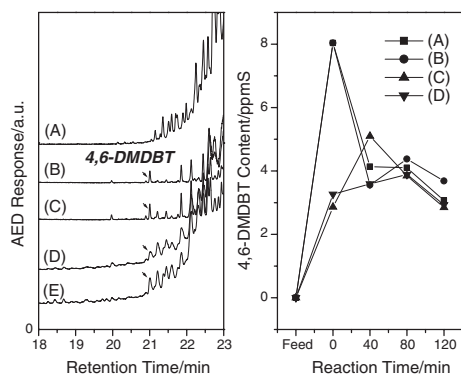 AED Response/a.u.
(A)
4,6-DMDBT
(B)
(C)
(D)
(E)
0
18 19 20 21 22 23
Retention Time/min
4,6-DMDBT Content/ppmS
8
6
4
2
0
(A)
(B)
(C)
(D)
Feed 0 40 80 120
Reaction Time/min